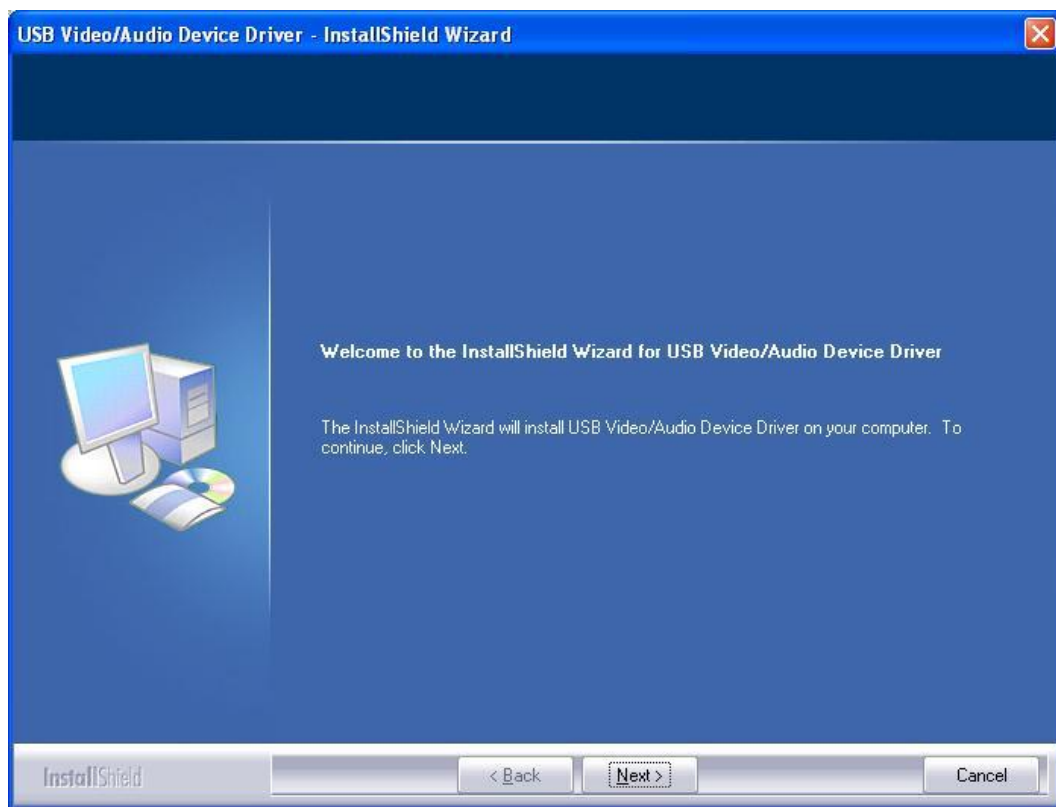 USB Video/Audio Device Driver - InstallShield Wizard
Welcome to the InstallShield Wizard for USB Video/Audio Device Driver
The InstallShield Wizard will install USB Video/Audio Device Driver on your computer.  To
continue, click Next.
InstallShield
< Back
Next >
Cancel